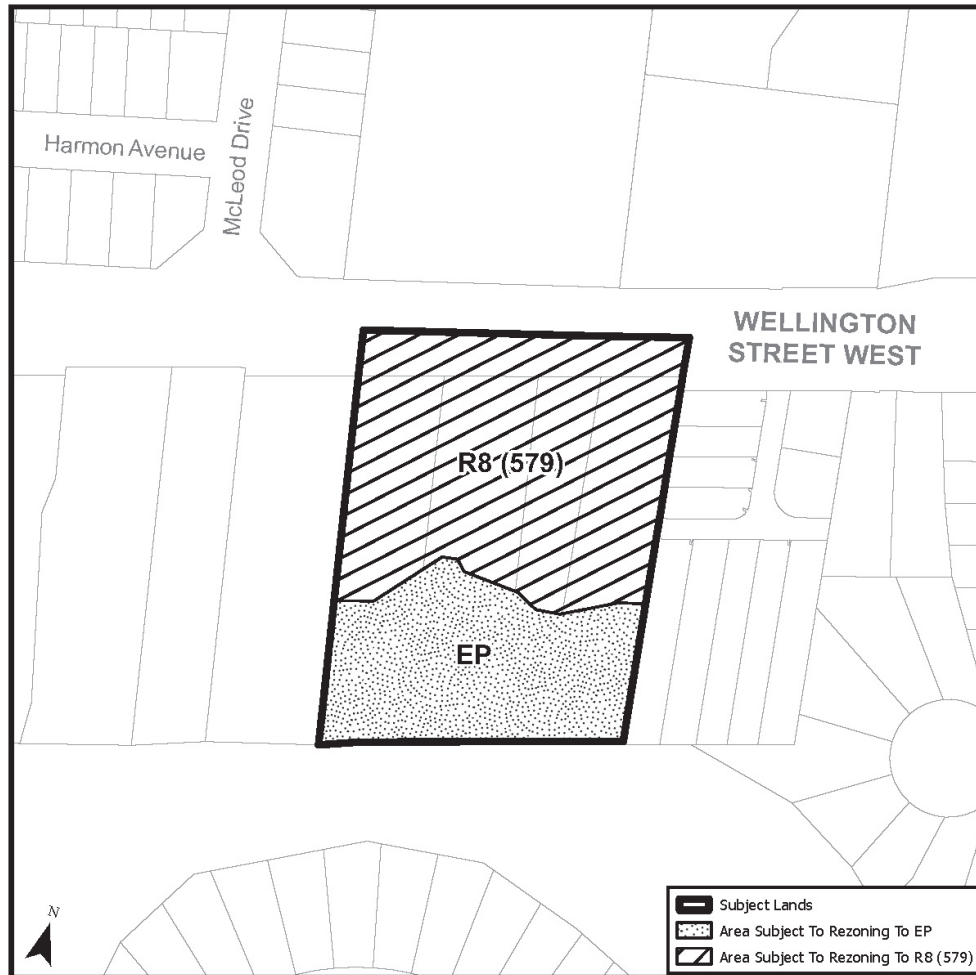 Harmon Avenue
McLeod Drive
WELLINGTON
STREET WEST
R8 (579)
EP
N
Subject Lands
Area Subject To Rezoning To EP
Area Subject To Rezoning To R8 (579)